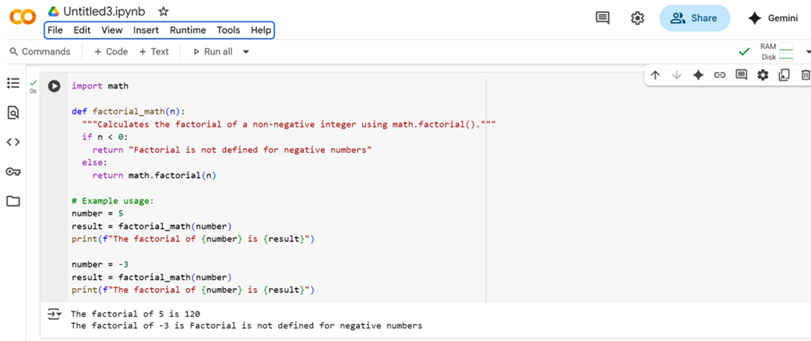 Untitled3.ipynb
File Edit View Insert Runtime Tools Help
Share
Gemini
Commands + Code + Text Run all
RAM
Disk
0s
import math
def factorial_math(n):
"""Calculates the factorial of a non-negative integer using math.factorial()."""
if n < 0:
return "Factorial is not defined for negative numbers"
else:
return math.factorial(n)
# Example usage:
number = 5
result = factorial_math(number)
print(f"The factorial of {number} is {result}")
number = -3
result = factorial_math(number)
print(f"The factorial of {number} is {result}")
The factorial of 5 is 120
The factorial of -3 is Factorial is not defined for negative numbers